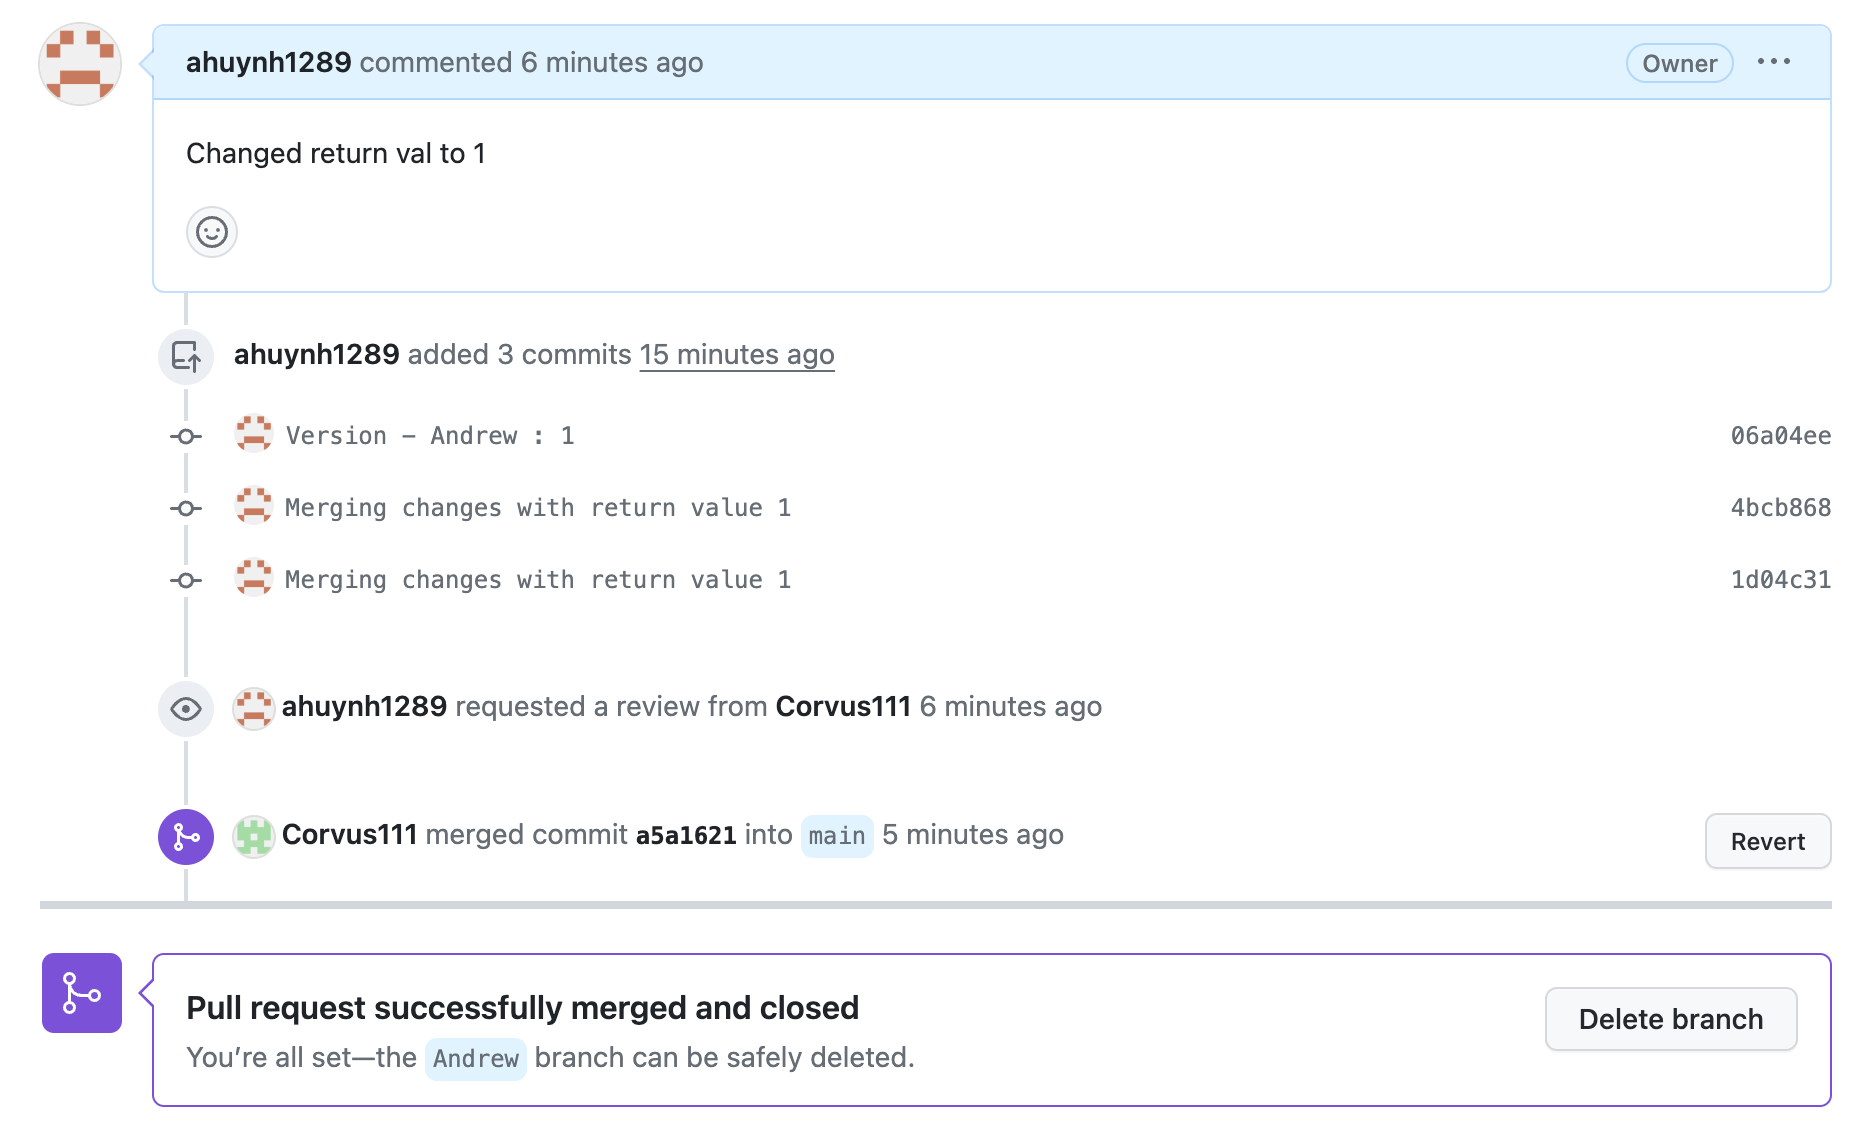 ahuynh1289 commented 6 minutes ago Owner
Changed return val to 1
ahuynh1289 added 3 commits 15 minutes ago
Version – Andrew : 1 06a04ee
Merging changes with return value 1 4bcb868
Merging changes with return value 1 1d04c31
ahuynh1289 requested a review from Corvus111 6 minutes ago
Corvus111 merged commit a5a1621 into main 5 minutes ago Revert
Pull request successfully merged and closed
You’re all set—the Andrew branch can be safely deleted. Delete branch